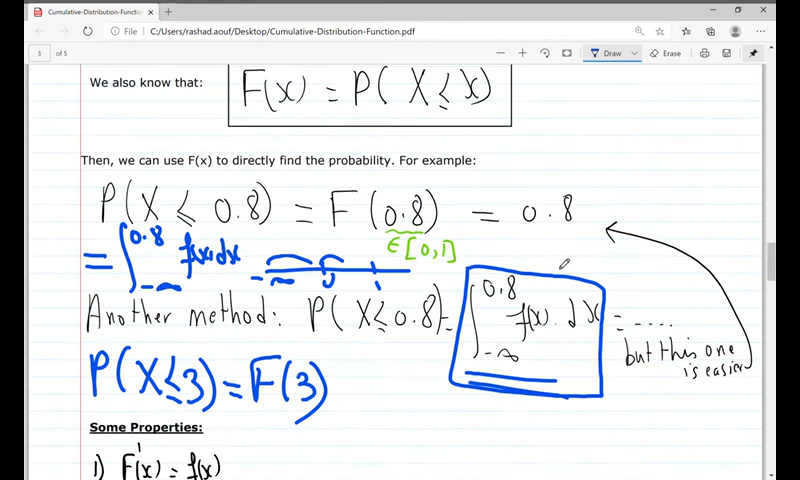 Cumulative-Distribution-Function
File
C:/Users/rashad.aouf/Desktop/Cumulative-Distribution-Function.pdf
3 of 5
Draw
Erase
We also know that:
F(x) = P( X ≤ x)
Then, we can use F(x) to directly find the probability. For example:
P( X ≤ 0.8) = F( 0.8) = 0.8
∈[0,1]
= ∫_{-∞}^{0.8} f(x) dx
-∞ 0 1
Another method: P( X ≤ 0.8) = ∫_{-∞}^{0.8} f(x). dx = .....
but this one
is easier
P( X ≤ 3) = F( 3)
Some Properties:
1) F'(x) = f(x)